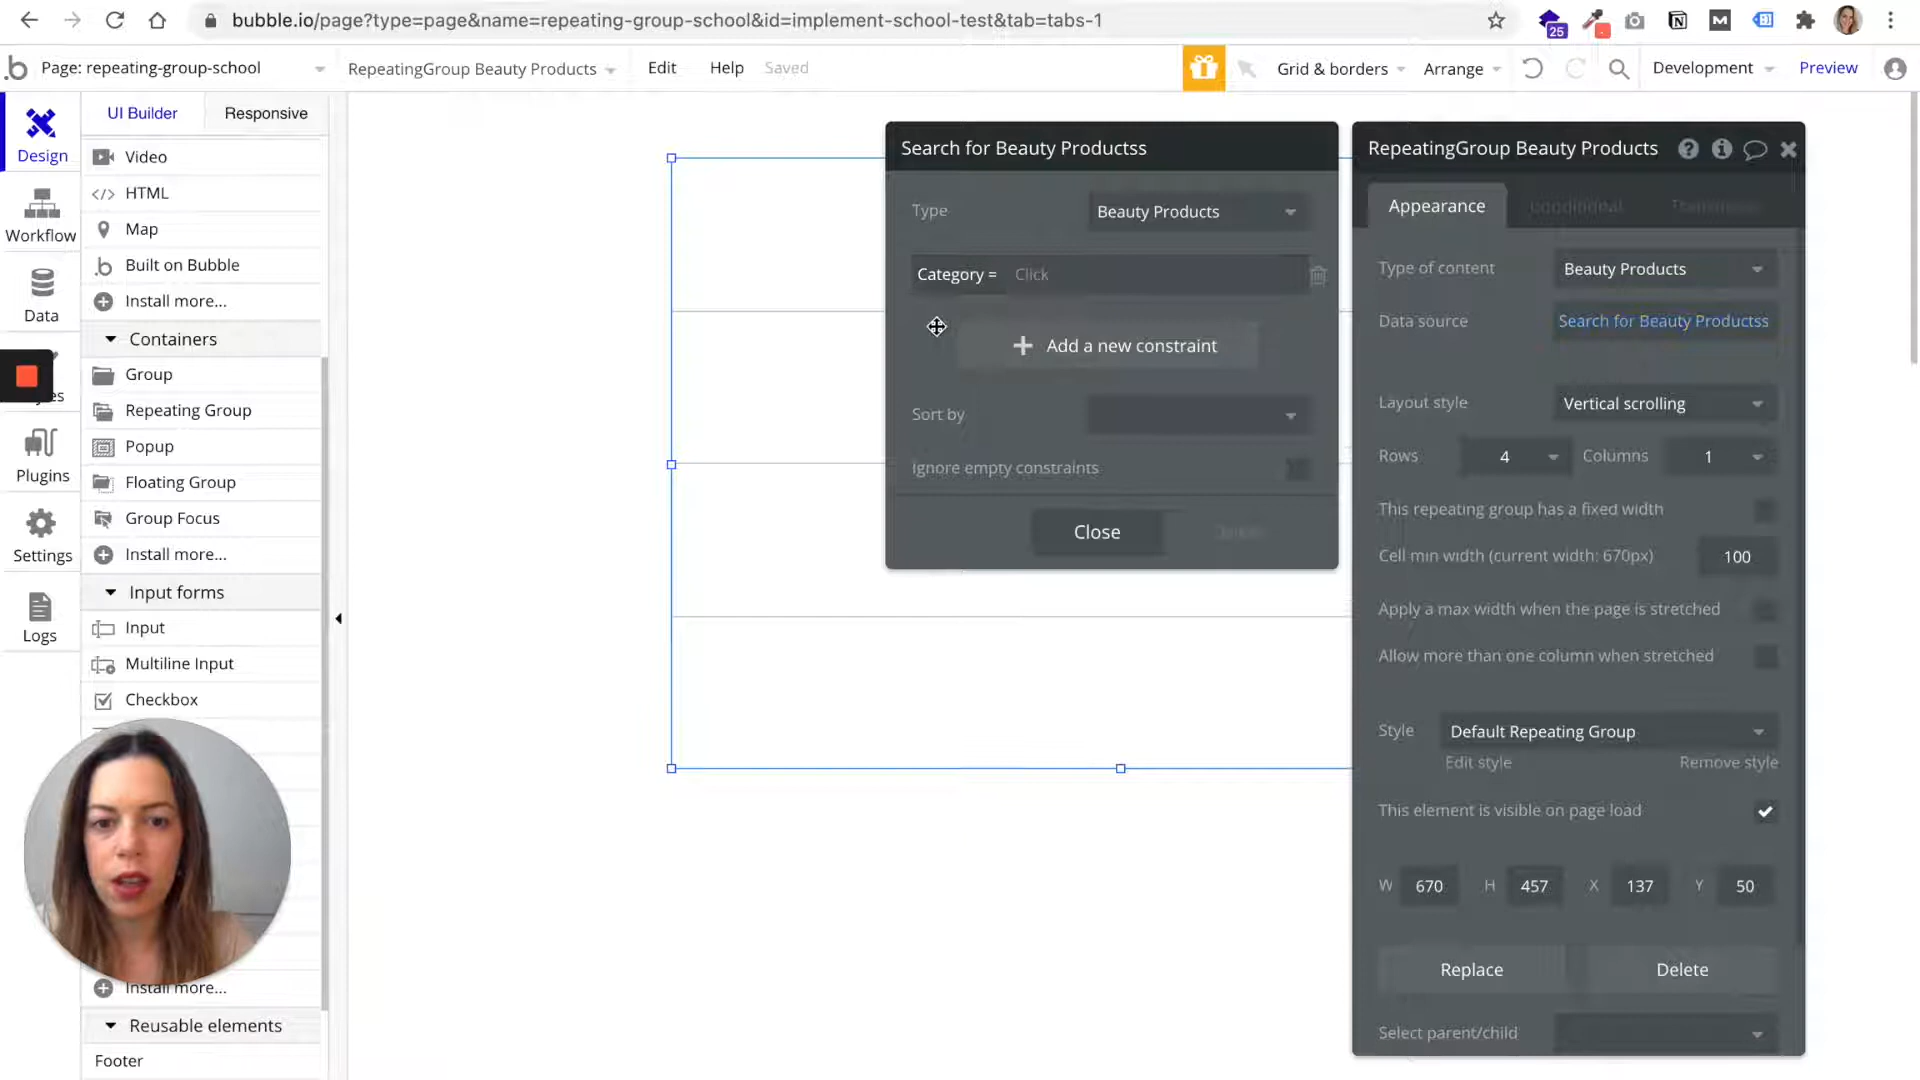 bubble.io/page?type=page&name=repeating-group-school&id=implement-school-test&tab=tabs-1
25
Page: repeating-group-school
RepeatingGroup Beauty Products
Edit
Help
Saved
Grid & borders
Arrange
Development
Preview
Design
Workflow
Data
Plugins
Settings
Logs
UI Builder
Responsive
Video
HTML
Map
Built on Bubble
Install more...
Containers
Group
Repeating Group
Popup
Floating Group
Group Focus
Install more...
Input forms
Input
Multiline Input
Checkbox
Install more...
Reusable elements
Footer
Search for Beauty Productss
Type
Beauty Products
Category =
Click
Add a new constraint
Sort by
Ignore empty constraints
Close
RepeatingGroup Beauty Products
Appearance
Conditional
Type of content
Beauty Products
Data source
Search for Beauty Productss
Layout style
Vertical scrolling
Rows
4
Columns
1
This repeating group has a fixed width
Cell min width (current width: 670px)
100
Apply a max width when the page is stretched
Allow more than one column when stretched
Style
Default Repeating Group
Edit style
Remove style
This element is visible on page load
W
670
H
457
X
137
Y
50
Replace
Delete
Select parent/child